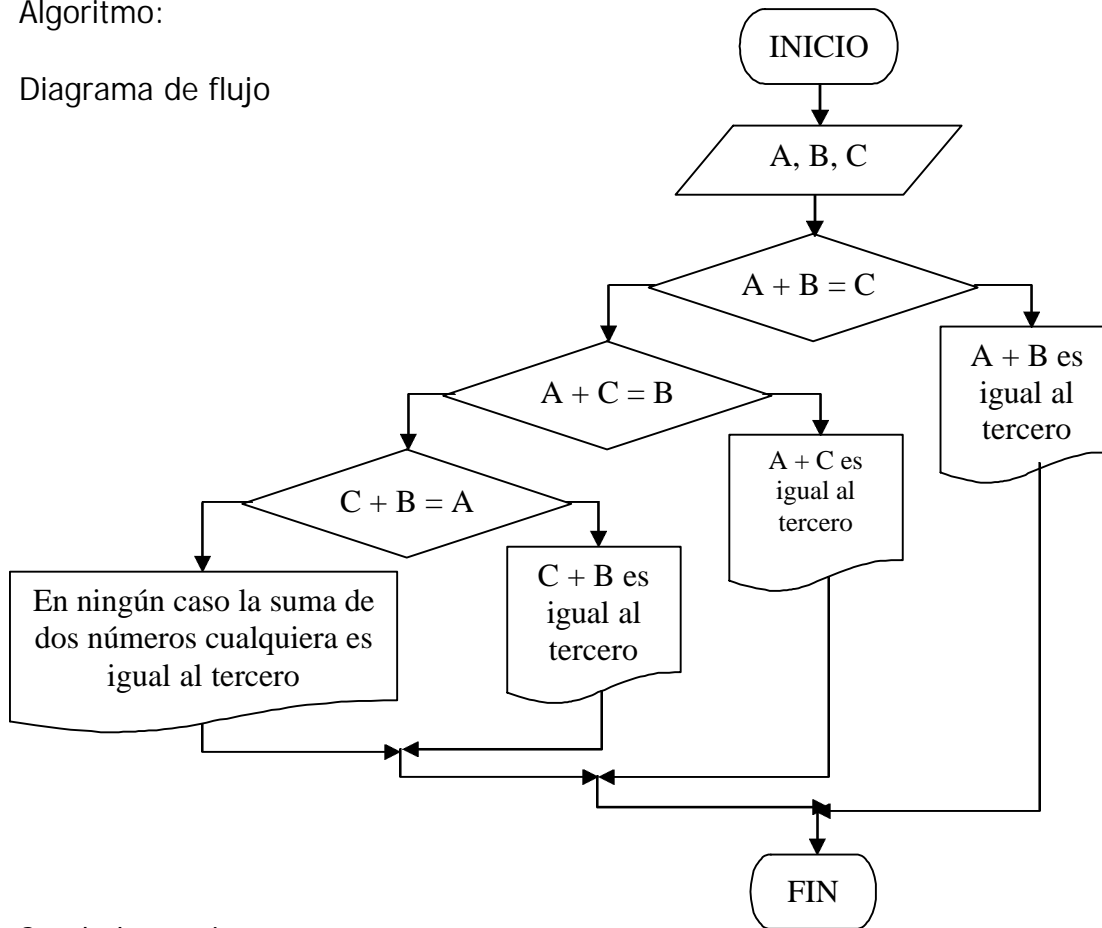 Algoritmo:
Diagrama de flujo
INICIO
A, B, C
A + B = C
A + B es
igual al
tercero
A + C = B
A + C es
igual al
tercero
C + B = A
C + B es
igual al
tercero
En ningún caso la suma de
dos números cualquiera es
igual al tercero
FIN